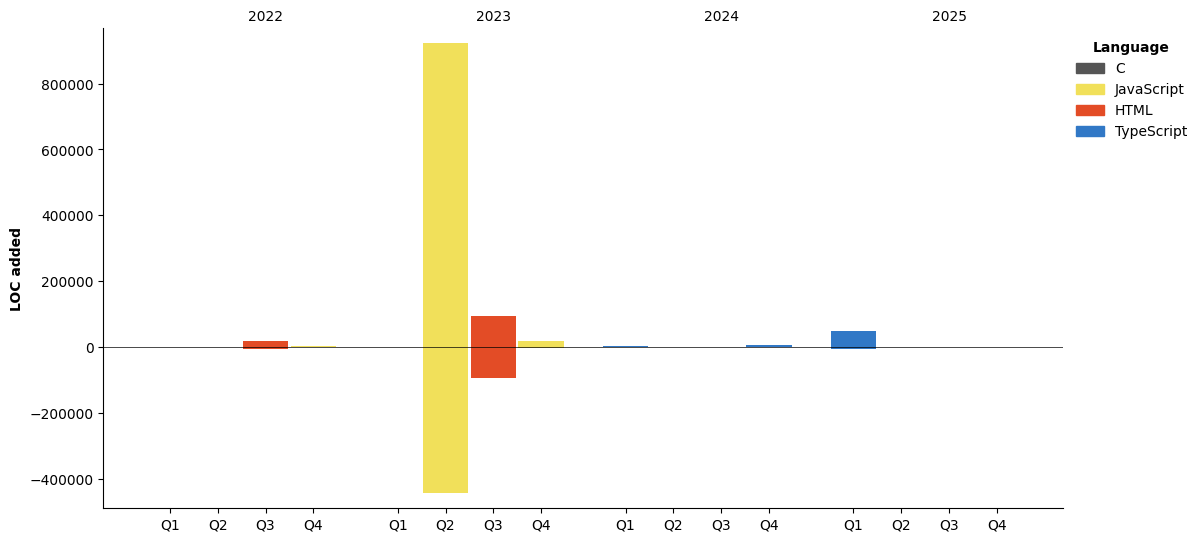 2022 2023 2024 2025
Language
C
JavaScript
HTML
TypeScript
LOC added
800000
600000
400000
200000
0
−200000
−400000
Q1 Q2 Q3 Q4 Q1 Q2 Q3 Q4 Q1 Q2 Q3 Q4 Q1 Q2 Q3 Q4